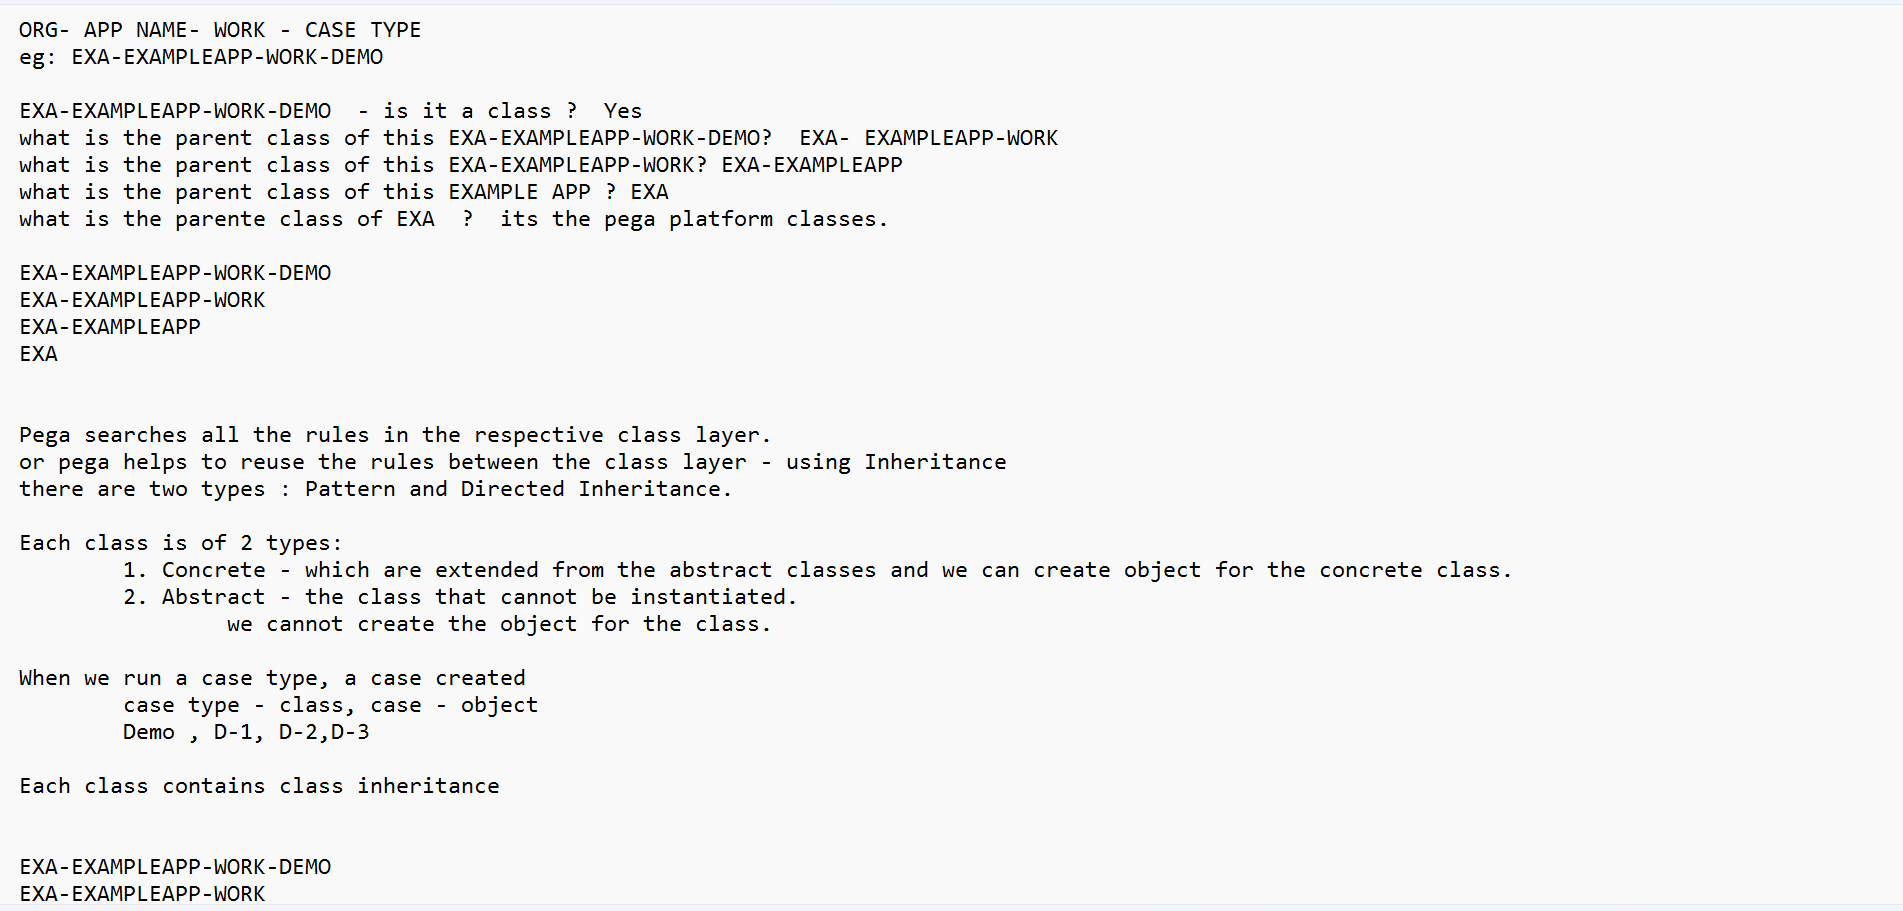 ORG- APP NAME- WORK - CASE TYPE
eg: EXA-EXAMPLEAPP-WORK-DEMO
EXA-EXAMPLEAPP-WORK-DEMO  - is it a class ?  Yes
what is the parent class of this EXA-EXAMPLEAPP-WORK-DEMO?  EXA- EXAMPLEAPP-WORK
what is the parent class of this EXA-EXAMPLEAPP-WORK? EXA-EXAMPLEAPP
what is the parent class of this EXAMPLE APP ? EXA
what is the parente class of EXA  ?  its the pega platform classes.
EXA-EXAMPLEAPP-WORK-DEMO
EXA-EXAMPLEAPP-WORK
EXA-EXAMPLEAPP
EXA
Pega searches all the rules in the respective class layer.
or pega helps to reuse the rules between the class layer - using Inheritance
there are two types : Pattern and Directed Inheritance.
Each class is of 2 types:
1. Concrete - which are extended from the abstract classes and we can create object for the concrete class.
2. Abstract - the class that cannot be instantiated.
we cannot create the object for the class.
When we run a case type, a case created
case type - class, case - object
Demo , D-1, D-2,D-3
Each class contains class inheritance
EXA-EXAMPLEAPP-WORK-DEMO
EXA-EXAMPLEAPP-WORK